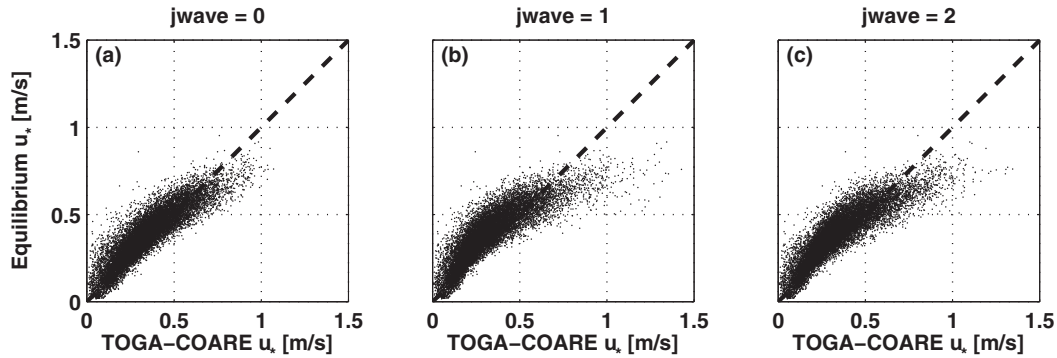 jwave = 0
jwave = 1
jwave = 2
Equilibrium u* [m/s]
(a)
1.5
1
0.5
0
0 0.5 1 1.5
TOGA−COARE u* [m/s]
(b)
0 0.5 1 1.5
TOGA−COARE u* [m/s]
(c)
0 0.5 1 1.5
TOGA−COARE u* [m/s]